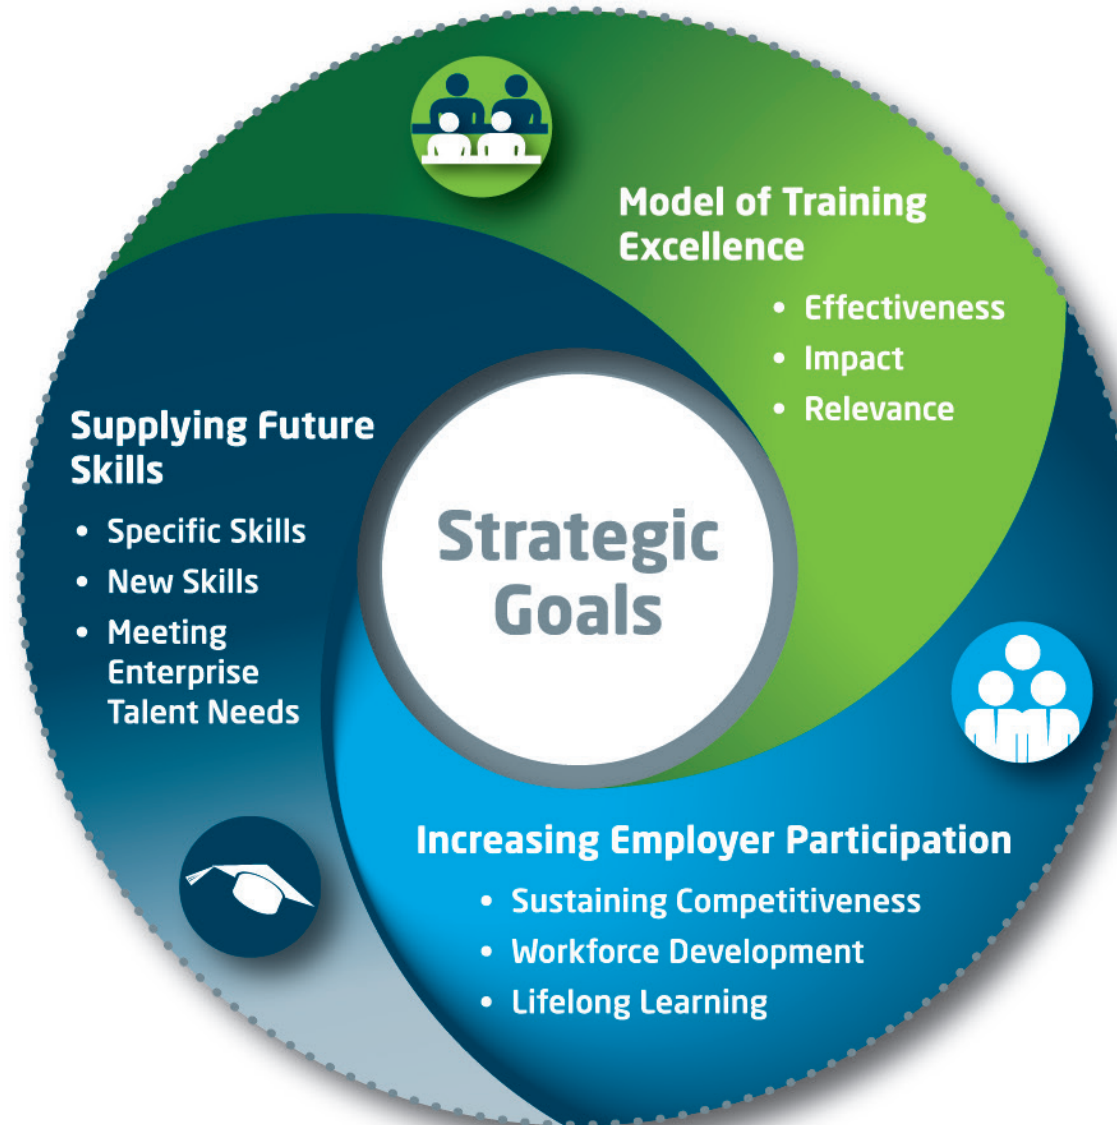 Model of Training
Excellence
• Effectiveness
• Impact
• Relevance
Supplying Future
Skills
• Specific Skills
• New Skills
• Meeting
Enterprise
Talent Needs
Strategic
Goals
Increasing Employer Participation
• Sustaining Competitiveness
• Workforce Development
• Lifelong Learning